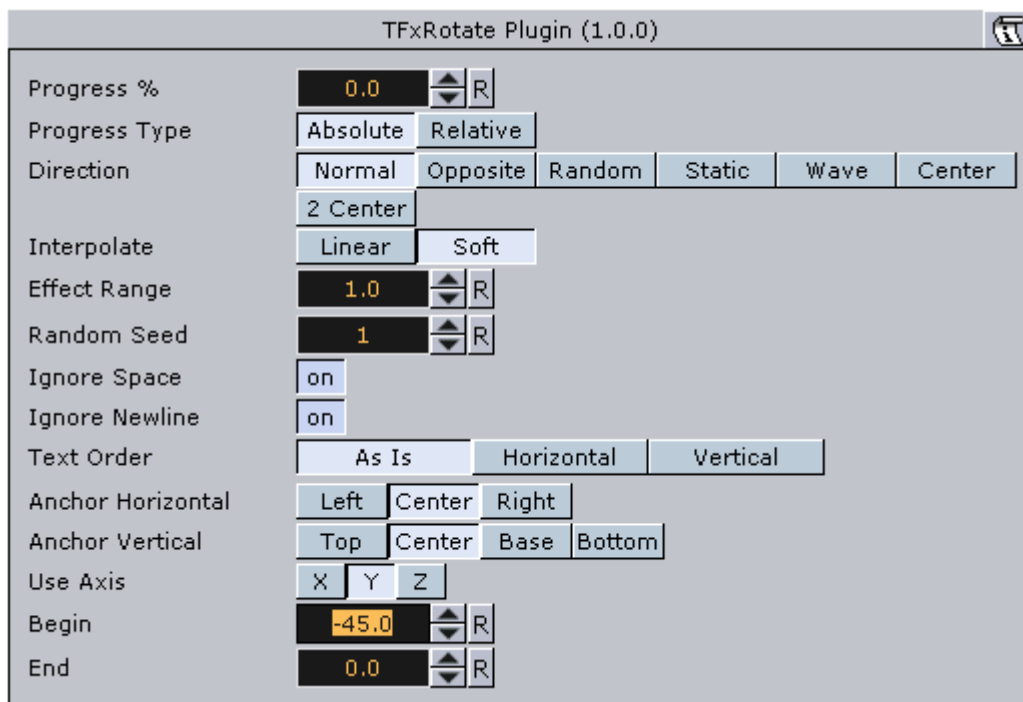 TFxRotate Plugin (1.0.0)
Progress % 0.0 R
Progress Type Absolute Relative
Direction Normal Opposite Random Static Wave Center
2 Center
Interpolate Linear Soft
Effect Range 1.0 R
Random Seed 1 R
Ignore Space on
Ignore Newline on
Text Order As Is Horizontal Vertical
Anchor Horizontal Left Center Right
Anchor Vertical Top Center Base Bottom
Use Axis X Y Z
Begin -45.0 R
End 0.0 R